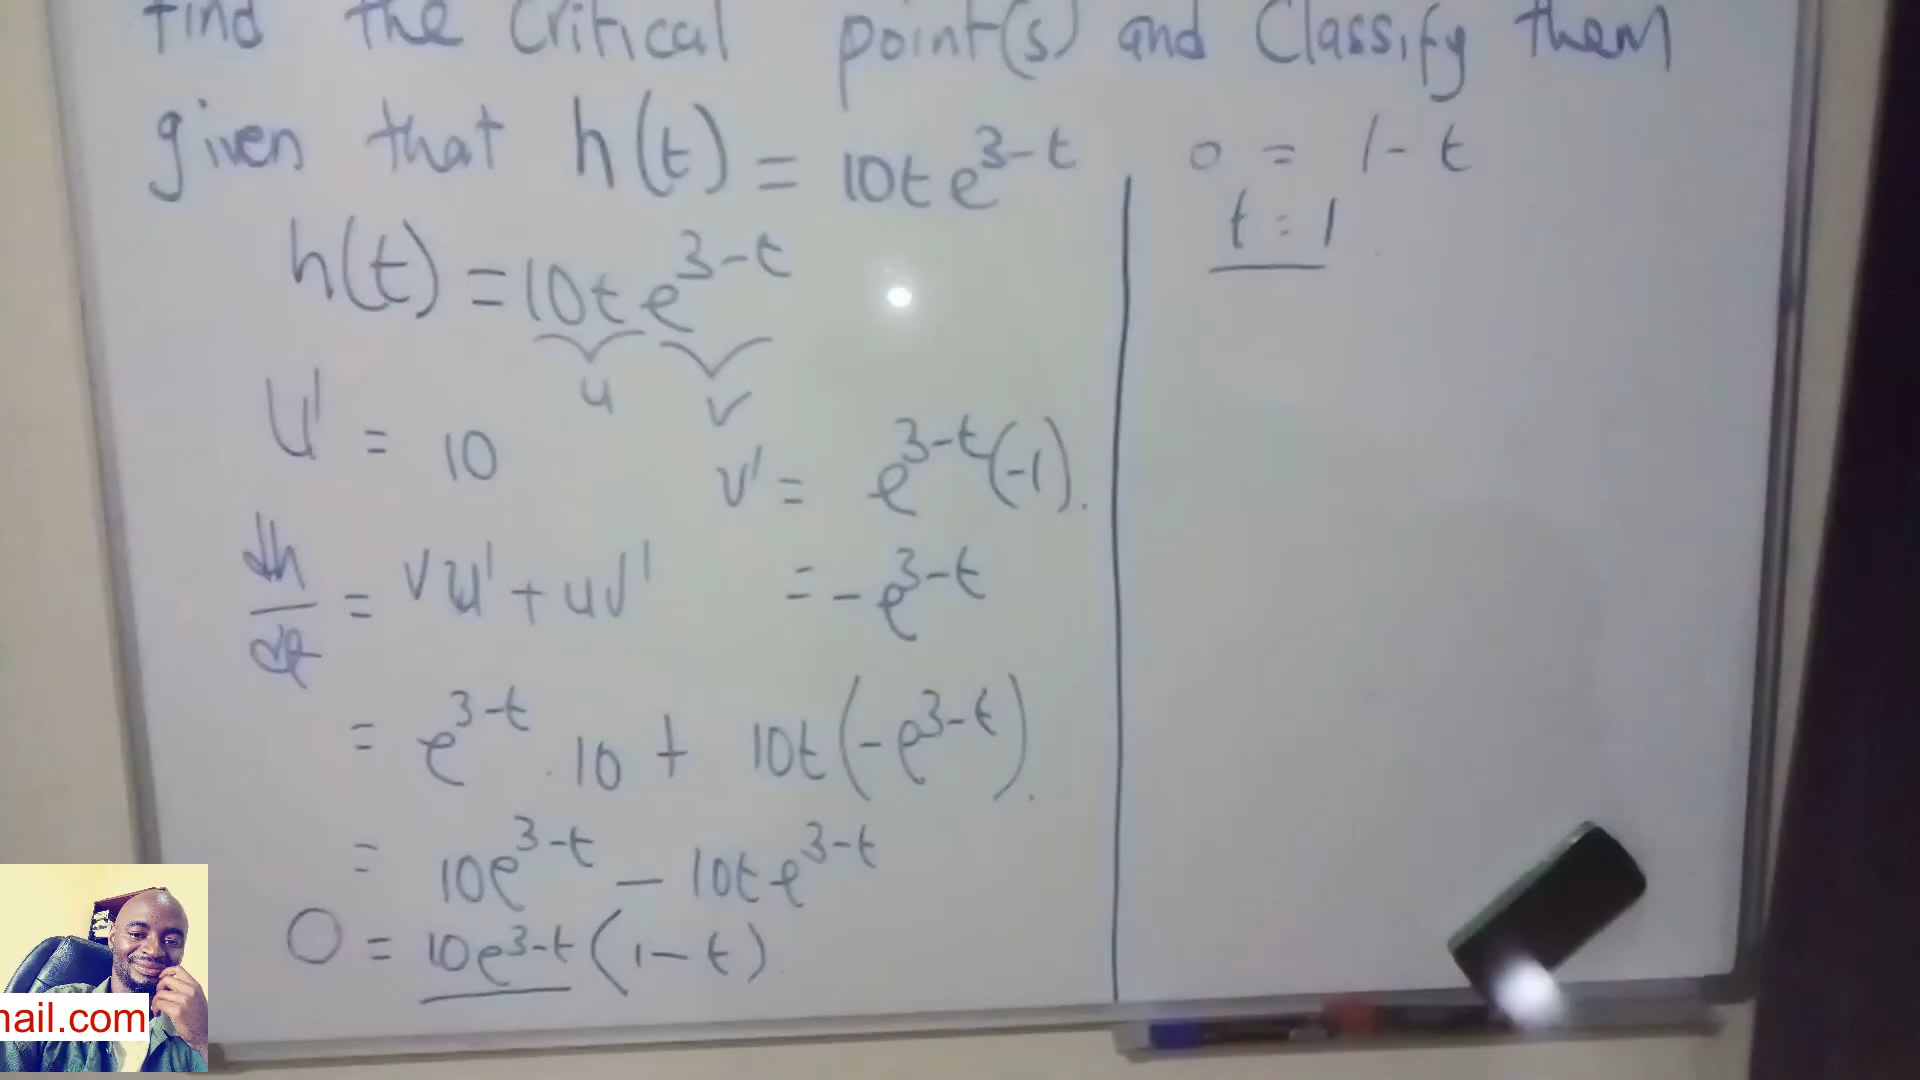 find the Critical point(s) and Classify them
given that h(t) = 10te^{3-t}
h(t) = 10te^{3-t}
u v
U' = 10
v' = e^{3-t}(-1).
dh/dt = vu' + uv'
= -e^{3-t}
= e^{3-t} . 10 + 10t(-e^{3-t}).
= 10e^{3-t} - 10te^{3-t}
0 = 10e^{3-t}(1-t)
0 = 1-t
t = 1
mail.com